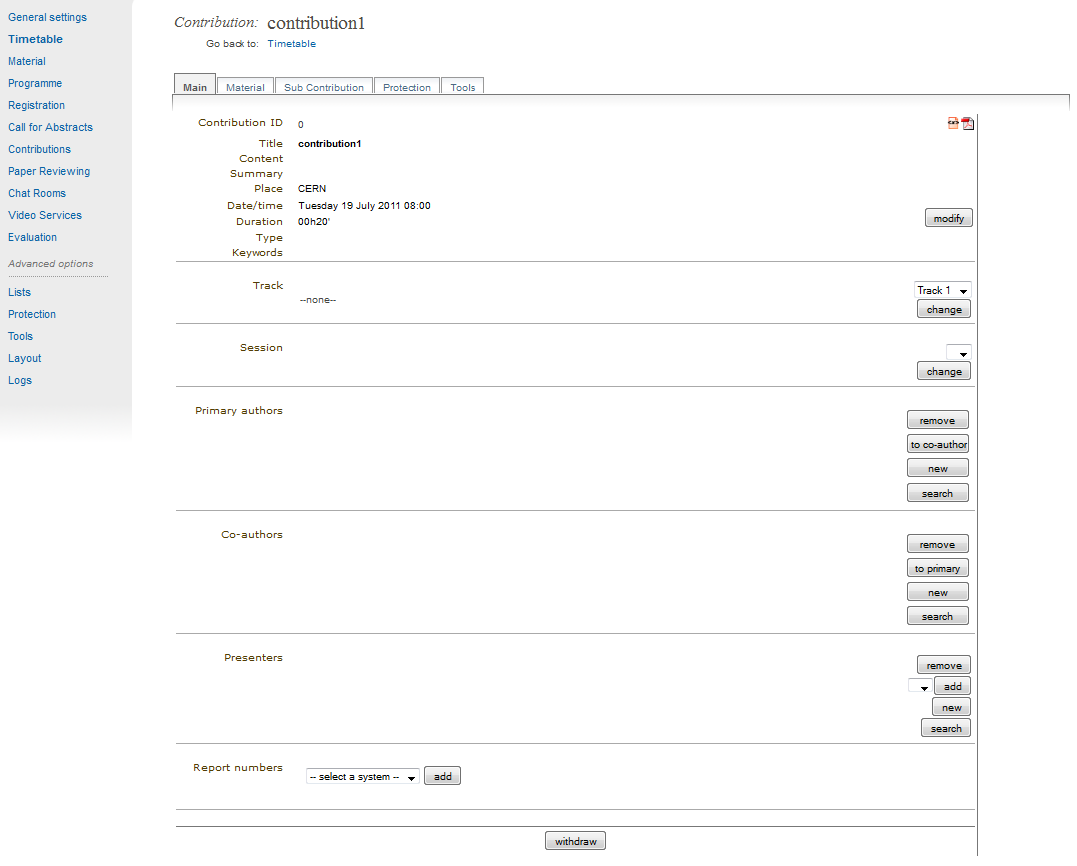 General settings
Timetable
Material
Programme
Registration
Call for Abstracts
Contributions
Paper Reviewing
Chat Rooms
Video Services
Evaluation
Advanced options
Lists
Protection
Tools
Layout
Logs
Contribution: contribution1
Go back to: Timetable
Main Material Sub Contribution Protection Tools
Contribution ID 0
Title contribution1
Content
Summary
Place CERN
Date/time Tuesday 19 July 2011 08:00
Duration 00h20'
modify
Type
Keywords
Track
--none--
Track 1
change
Session
change
Primary authors
remove
to co-author
new
search
Co-authors
remove
to primary
new
search
Presenters
remove
add
new
search
Report numbers
-- select a system -- add
withdraw